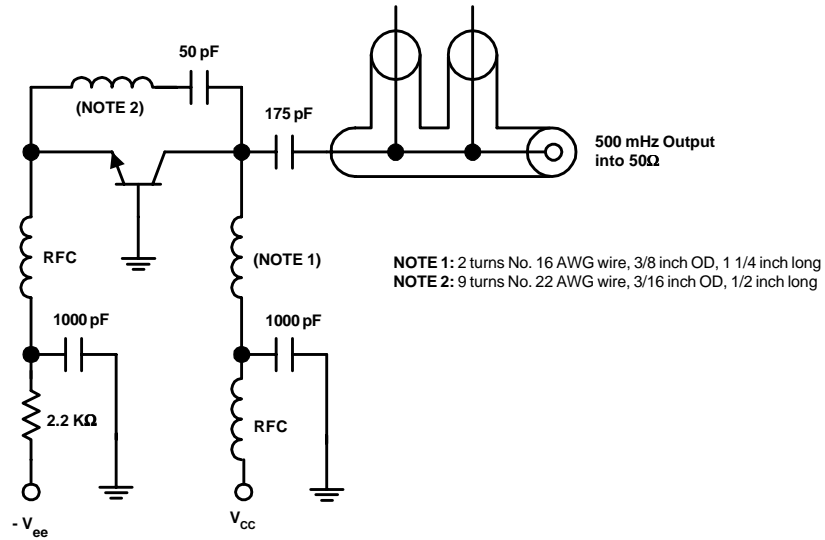 50 pF
(NOTE 2)
175 pF
500 mHz Output
into 50Ω
RFC
(NOTE 1)
NOTE 1: 2 turns No. 16 AWG wire, 3/8 inch OD, 1 1/4 inch long
NOTE 2: 9 turns No. 22 AWG wire, 3/16 inch OD, 1/2 inch long
1000 pF
1000 pF
2.2 KΩ
RFC
- Vee
VCC